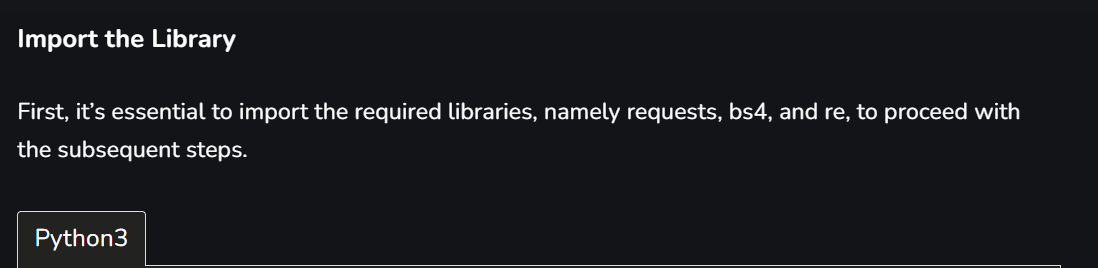 Import the Library
First, it’s essential to import the required libraries, namely requests, bs4, and re, to proceed with
the subsequent steps.
Python3